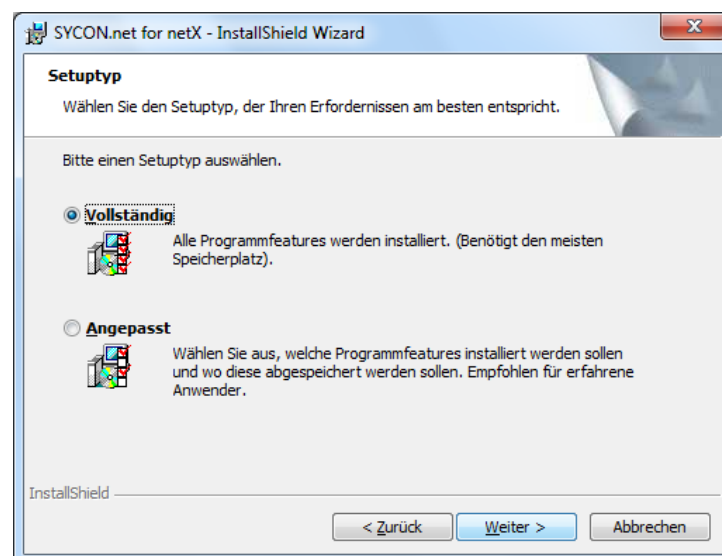 SYCON.net for netX - InstallShield Wizard
Setuptyp
Wählen Sie den Setuptyp, der Ihren Erfordernissen am besten entspricht.
Bitte einen Setuptyp auswählen.
Vollständig
Alle Programmfeatures werden installiert. (Benötigt den meisten
Speicherplatz).
Angepasst
Wählen Sie aus, welche Programmfeatures installiert werden sollen
und wo diese abgespeichert werden sollen. Empfohlen für erfahrene
Anwender.
InstallShield
< Zurück
Weiter >
Abbrechen